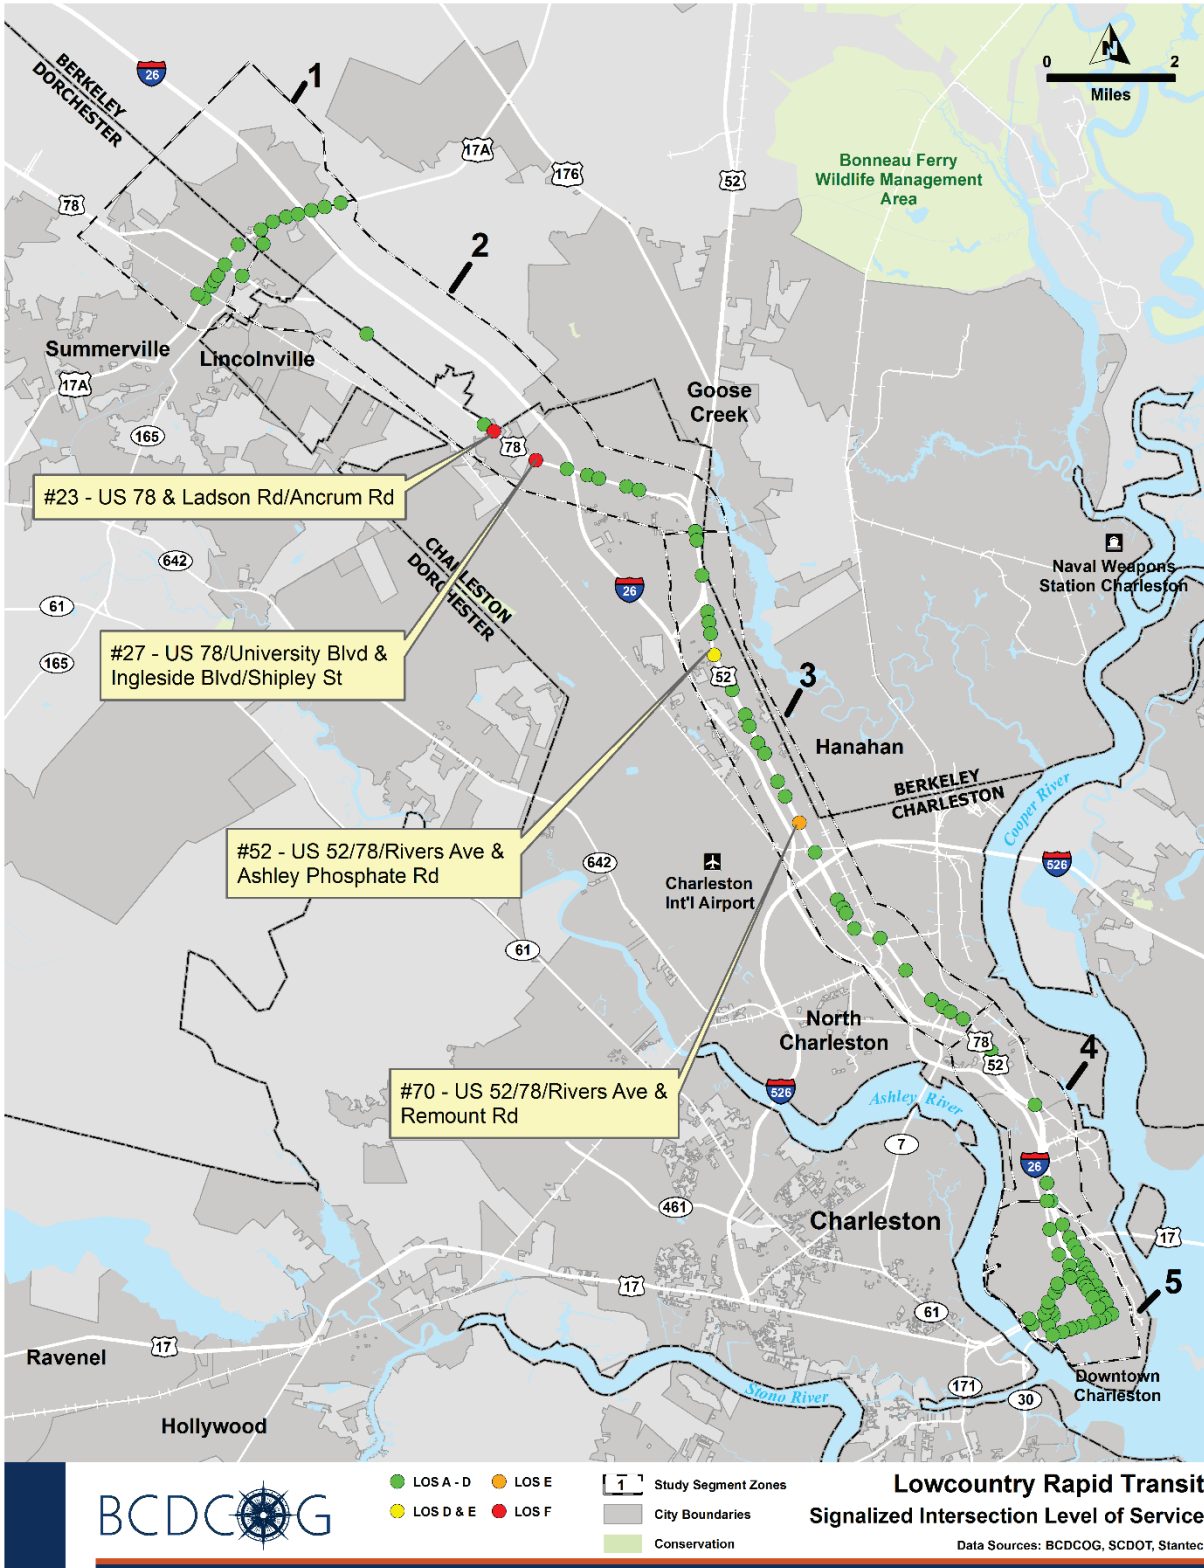 1
BERKELEY
DORCHESTER
26
0 2
Miles
N
17A
176
52
Bonneau Ferry
Wildlife Management
Area
78
2
Summerville
Lincolnville
17A
165
Goose
Creek
78
#23 - US 78 & Ladson Rd/Ancrum Rd
642
CHARLESTON
DORCHESTER
26
Naval Weapons
Station Charleston
61
165
#27 - US 78/University Blvd &
Ingleside Blvd/Shipley St
52
3
Hanahan
BERKELEY
CHARLESTON
Cooper River
#52 - US 52/78/Rivers Ave &
Ashley Phosphate Rd
642
Charleston
Int'l Airport
526
61
North
Charleston
78
52
4
#70 - US 52/78/Rivers Ave &
Remount Rd
526
Ashley River
7
26
461
Charleston
17
17
5
61
17
Ravenel
Downtown
Charleston
171
30
Stono River
Hollywood
BCDCOG
LOS A - D
LOS E
LOS D & E
LOS F
1 Study Segment Zones
City Boundaries
Conservation
Lowcountry Rapid Transit
Signalized Intersection Level of Service
Data Sources: BCDCOG, SCDOT, Stantec